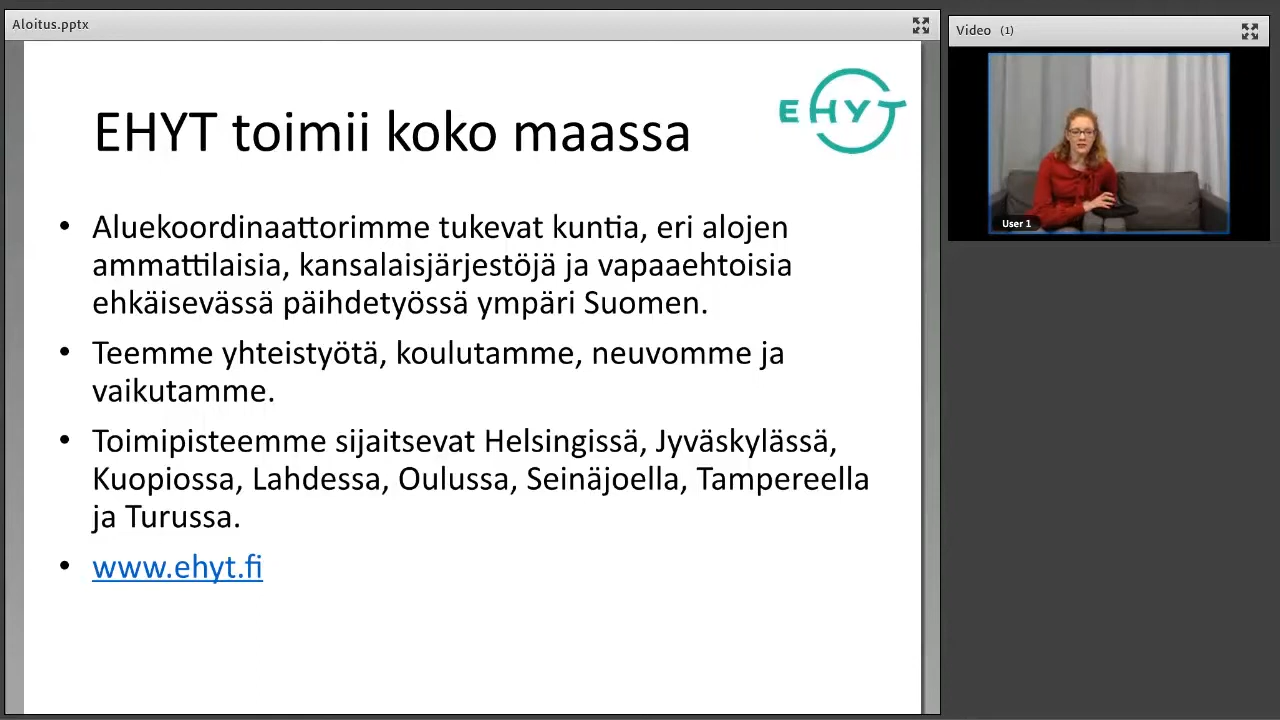 Aloitus.pptx
Video (1)
EHYT toimii koko maassa
EHYT
User 1
• Aluekoordinaattorimme tukevat kuntia, eri alojen
ammattilaisia, kansalaisjärjestöjä ja vapaaehtoisia
ehkäisevässä päihdetyössä ympäri Suomen.
• Teemme yhteistyötä, koulutamme, neuvomme ja
vaikutamme.
• Toimipisteemme sijaitsevat Helsingissä, Jyväskylässä,
Kuopiossa, Lahdessa, Oulussa, Seinäjoella, Tampereella
ja Turussa.
• www.ehyt.fi